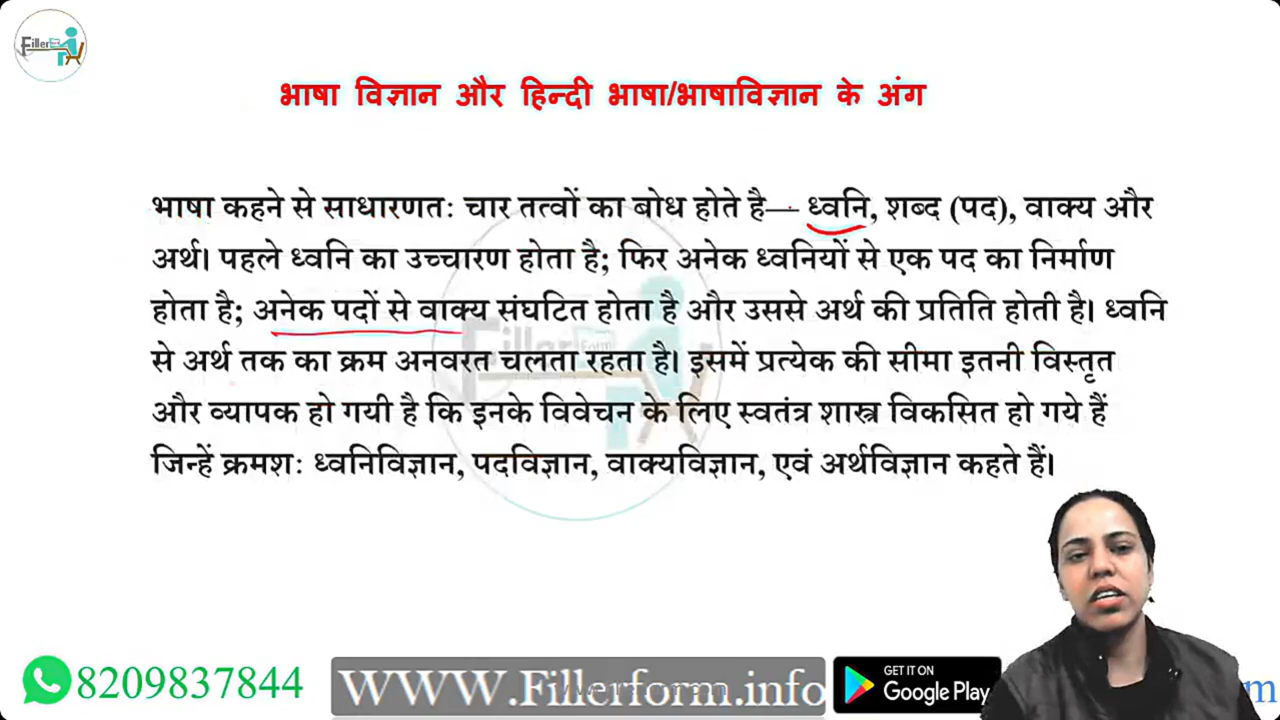 Fillerform
भाषा विज्ञान और हिन्दी भाषा/भाषाविज्ञान के अंग
भाषा कहने से साधारणतः चार तत्वों का बोध होते है— ध्वनि, शब्द (पद), वाक्य और
अर्थ। पहले ध्वनि का उच्चारण होता है; फिर अनेक ध्वनियों से एक पद का निर्माण
होता है; अनेक पदों से वाक्य संघटित होता है और उससे अर्थ की प्रतिति होती है। ध्वनि
से अर्थ तक का क्रम अनवरत चलता रहता है। इसमें प्रत्येक की सीमा इतनी विस्तृत
और व्यापक हो गयी है कि इनके विवेचन के लिए स्वतंत्र शास्त्र विकसित हो गये हैं
जिन्हें क्रमशः ध्वनिविज्ञान, पदविज्ञान, वाक्यविज्ञान, एवं अर्थविज्ञान कहते हैं।
8209837844
WWW.Fillerform.info
GET IT ON
Google Play